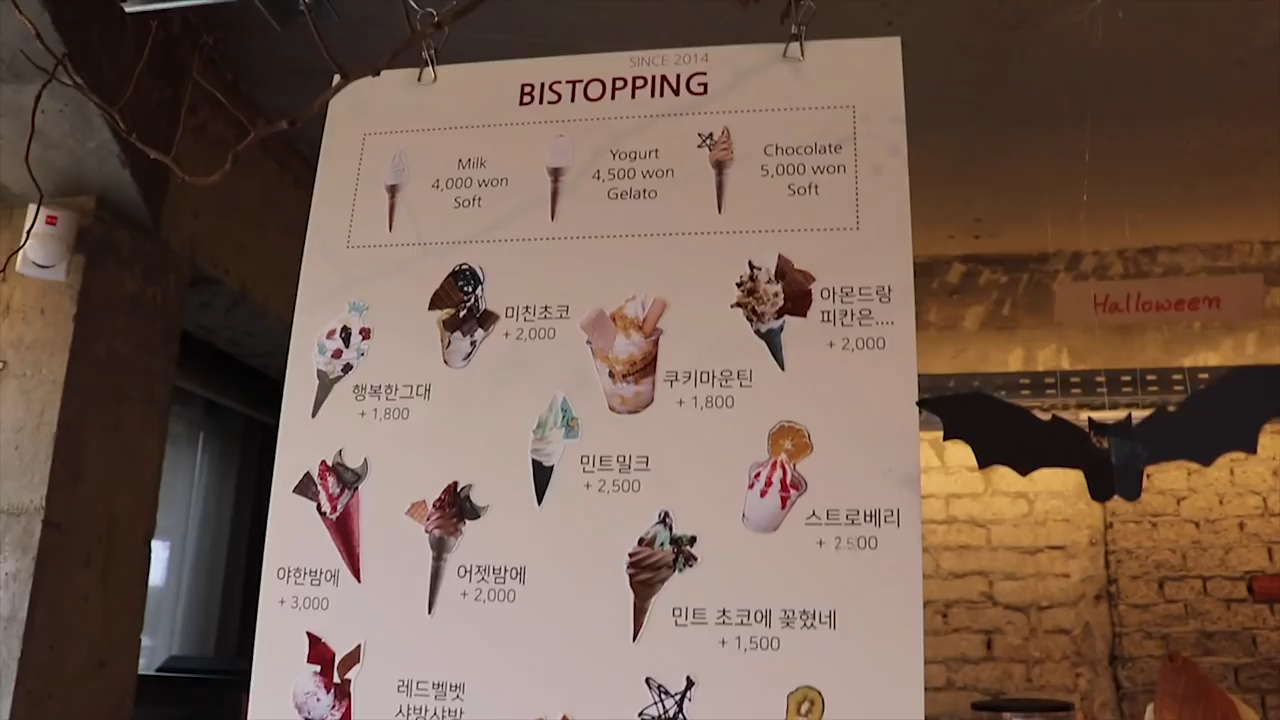 SINCE 2014
BISTOPPING
Milk
4,000 won
Soft
Yogurt
4,500 won
Gelato
Chocolate
5,000 won
Soft
미친초코
+ 2,000
아몬드랑
피칸은....
+ 2,000
행복한그대
+ 1,800
쿠키마운틴
+ 1,800
민트밀크
+ 2,500
스트로베리
+ 2.500
야한밤에
+ 3,000
어젯밤에
+ 2,000
민트 초코에 꽂혔네
+ 1,500
레드벨벳
샤방샤방
Halloween